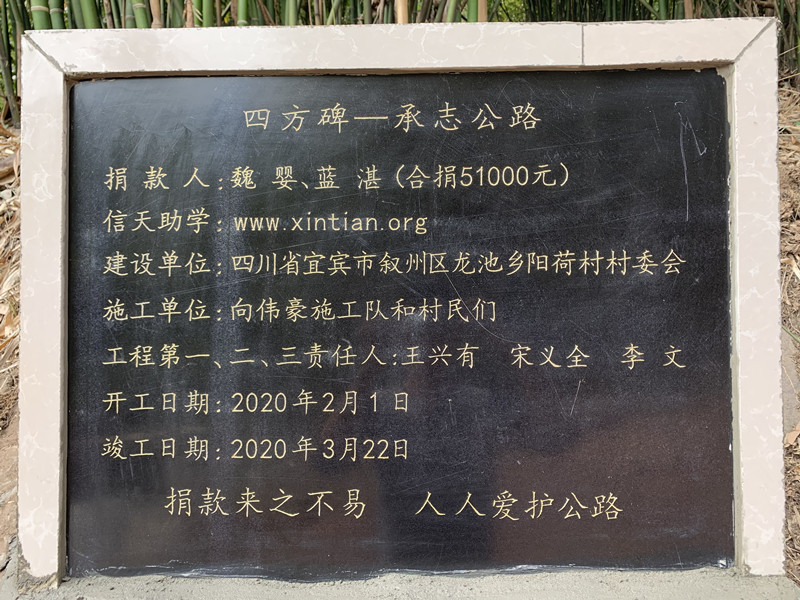 四方碑—承志公路
捐款人：魏 婴、蓝 湛（合捐51000元）
信天助学：www.xintian.org
建设单位：四川省宜宾市叙州区龙池乡阳荷村村委会
施工单位：向伟豪施工队和村民们
工程第一、二、三责任人：王兴有 宋义全 李 文
开工日期：2020年2月1日
竣工日期：2020年3月22日
捐款来之不易 人人爱护公路